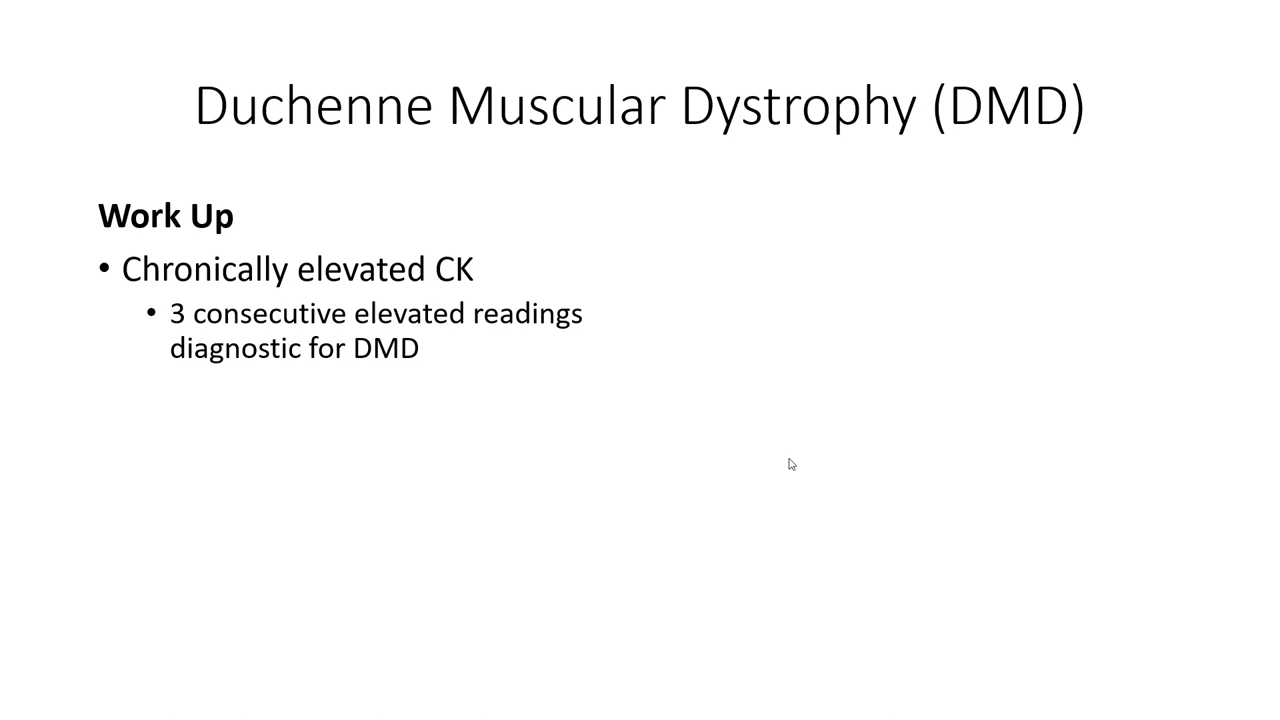 Duchenne Muscular Dystrophy (DMD)
Work Up
• Chronically elevated CK
• 3 consecutive elevated readings
diagnostic for DMD